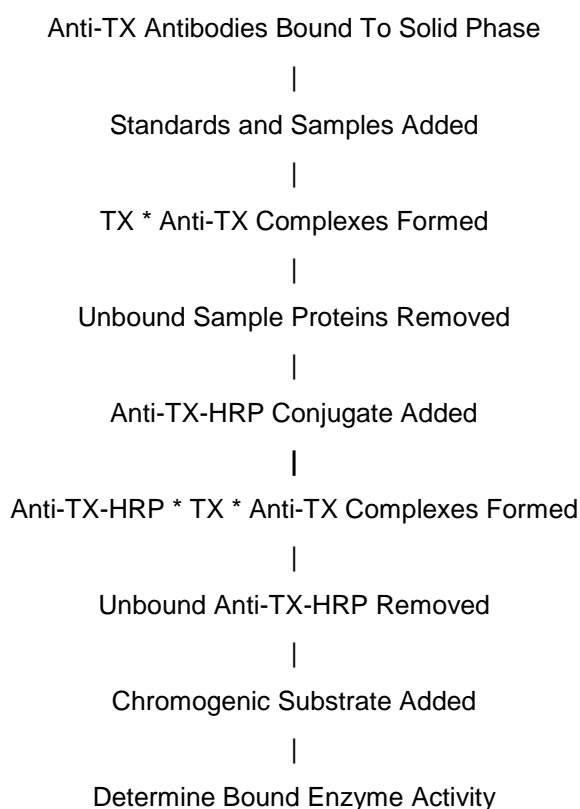 Anti-TX Antibodies Bound To Solid Phase
|
Standards and Samples Added
|
TX * Anti-TX Complexes Formed
|
Unbound Sample Proteins Removed
|
Anti-TX-HRP Conjugate Added
|
Anti-TX-HRP * TX * Anti-TX Complexes Formed
|
Unbound Anti-TX-HRP Removed
|
Chromogenic Substrate Added
|
Determine Bound Enzyme Activity